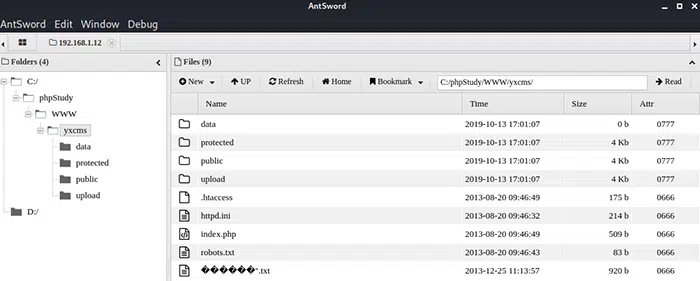 AntSword
AntSword Edit Window Debug
192.168.1.12
Folders (4)
Files (9)
New UP Refresh Home Bookmark C:/phpStudy/WWW/yxcms/ Read
C:/
phpStudy
WWW
yxcms
data
protected
public
upload
D:/
Name Time Size Attr
data 2019-10-13 17:01:07 0 b 0777
protected 2019-10-13 17:01:07 4 Kb 0777
public 2019-10-13 17:01:07 4 Kb 0777
upload 2019-10-13 17:01:07 4 Kb 0777
.htaccess 2013-08-20 09:46:49 175 b 0666
httpd.ini 2013-08-20 09:46:32 214 b 0666
index.php 2013-08-20 09:46:49 509 b 0666
robots.txt 2013-08-20 09:46:43 83 b 0666
������“.txt 2013-12-25 11:13:57 920 b 0666